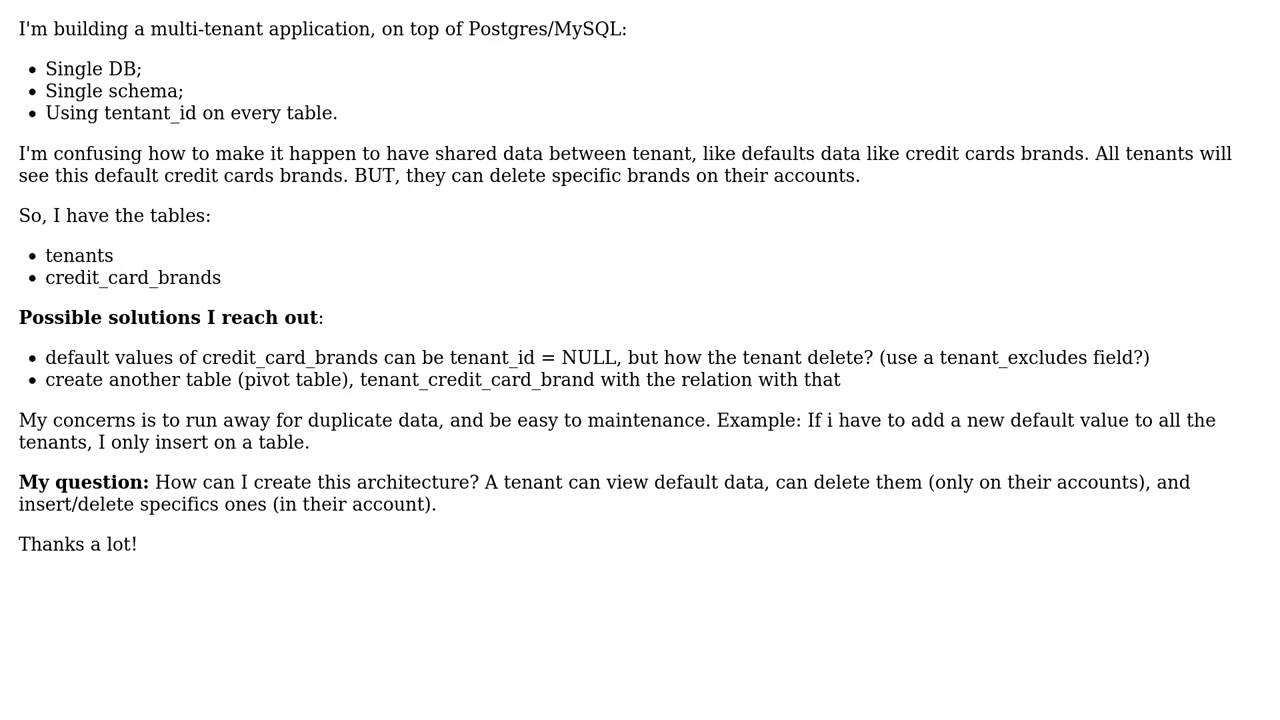 I'm building a multi-tenant application, on top of Postgres/MySQL:
• Single DB;
• Single schema;
• Using tentant_id on every table.
I'm confusing how to make it happen to have shared data between tenant, like defaults data like credit cards brands. All tenants will
see this default credit cards brands. BUT, they can delete specific brands on their accounts.
So, I have the tables:
• tenants
• credit_card_brands
Possible solutions I reach out:
• default values of credit_card_brands can be tenant_id = NULL, but how the tenant delete? (use a tenant_excludes field?)
• create another table (pivot table), tenant_credit_card_brand with the relation with that
My concerns is to run away for duplicate data, and be easy to maintenance. Example: If i have to add a new default value to all the
tenants, I only insert on a table.
My question: How can I create this architecture? A tenant can view default data, can delete them (only on their accounts), and
insert/delete specifics ones (in their account).
Thanks a lot!